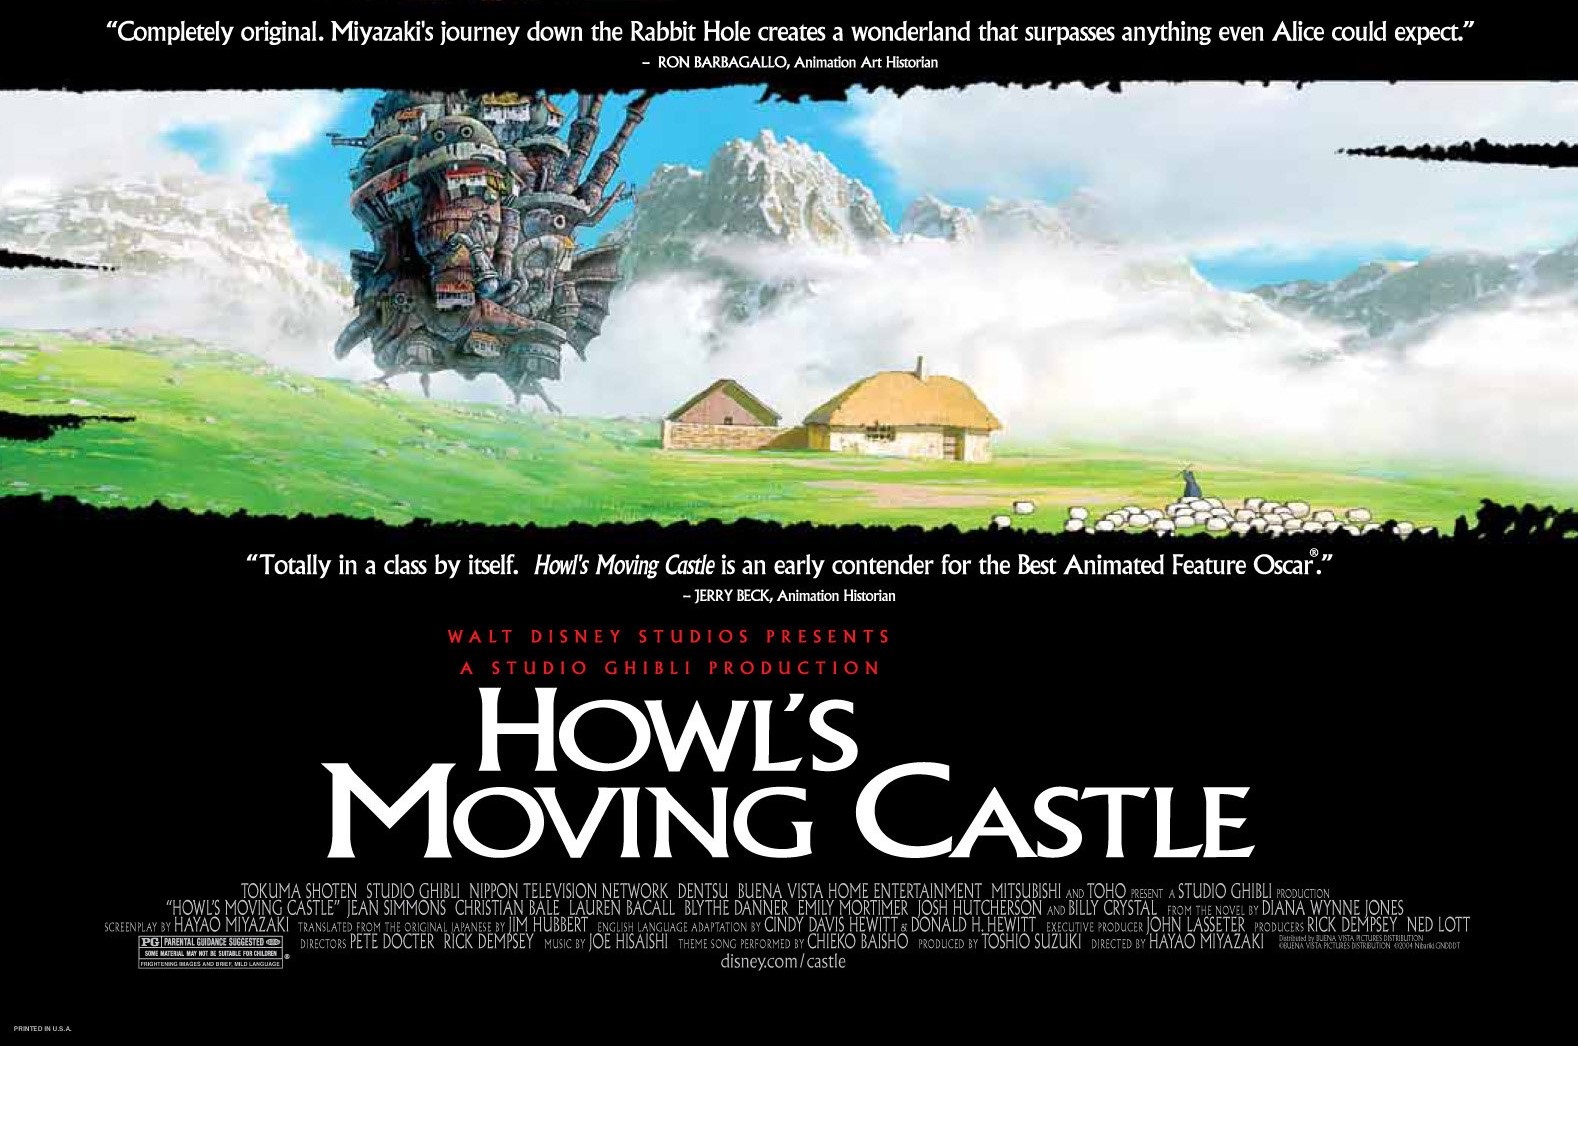 “Completely original. Miyazaki's journey down the Rabbit Hole creates a wonderland that surpasses anything even Alice could expect.”
– RON BARBAGALLO, Animation Art Historian
“Totally in a class by itself. Howl's Moving Castle is an early contender for the Best Animated Feature Oscar®.”
– JERRY BECK, Animation Historian
WALT DISNEY STUDIOS PRESENTS
A STUDIO GHIBLI PRODUCTION
HOWL'S
MOVING CASTLE
TOKUMA SHOTEN STUDIO GHIBLI NIPPON TELEVISION NETWORK DENTSU BUENA VISTA HOME ENTERTAINMENT MITSUBISHI AND TOHO PRESENT A STUDIO GHIBLI PRODUCTION
“HOWL'S MOVING CASTLE” JEAN SIMMONS CHRISTIAN BALE LAUREN BACALL BLYTHE DANNER EMILY MORTIMER JOSH HUTCHERSON AND BILLY CRYSTAL FROM THE NOVEL BY DIANA WYNNE JONES
SCREENPLAY BY HAYAO MIYAZAKI TRANSLATED FROM THE ORIGINAL JAPANESE BY JIM HUBBERT ENGLISH LANGUAGE ADAPTATION BY CINDY DAVIS HEWITT & DONALD H. HEWITT EXECUTIVE PRODUCER JOHN LASSETER PRODUCERS RICK DEMPSEY NED LOTT
DIRECTORS PETE DOCTER RICK DEMPSEY MUSIC BY JOE HISAISHI THEME SONG PERFORMED BY CHIEKO BAISHO PRODUCED BY TOSHIO SUZUKI DIRECTED BY HAYAO MIYAZAKI
Distributed by BUENA VISTA PICTURES DISTRIBUTION
©BUENA VISTA PICTURES DISTRIBUTION ©2004 Nibariki.GNDDDT
PG PARENTAL GUIDANCE SUGGESTED
SOME MATERIAL MAY NOT BE SUITABLE FOR CHILDREN
FRIGHTENING IMAGES AND BRIEF, MILD LANGUAGE
®
disney.com/castle
PRINTED IN U.S.A.